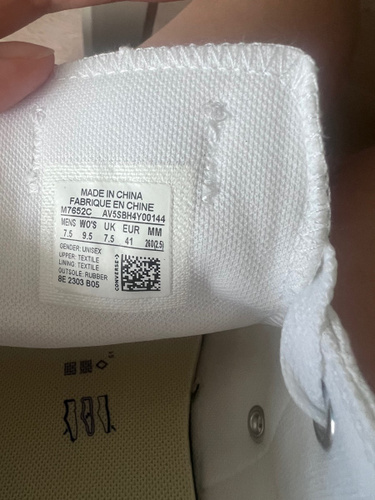 MADE IN CHINA
FABRIQUE EN CHINE
M7652C AV5SBH4Y00144
MENS WO'S UK EUR MM
7.5 9.5 7.5 41 260(2.5)
GENDER: UNISEX
UPPER: TEXTILE
LINING: TEXTILE
OUTSOLE: RUBBER
8E 2303 B05
CONVERSE